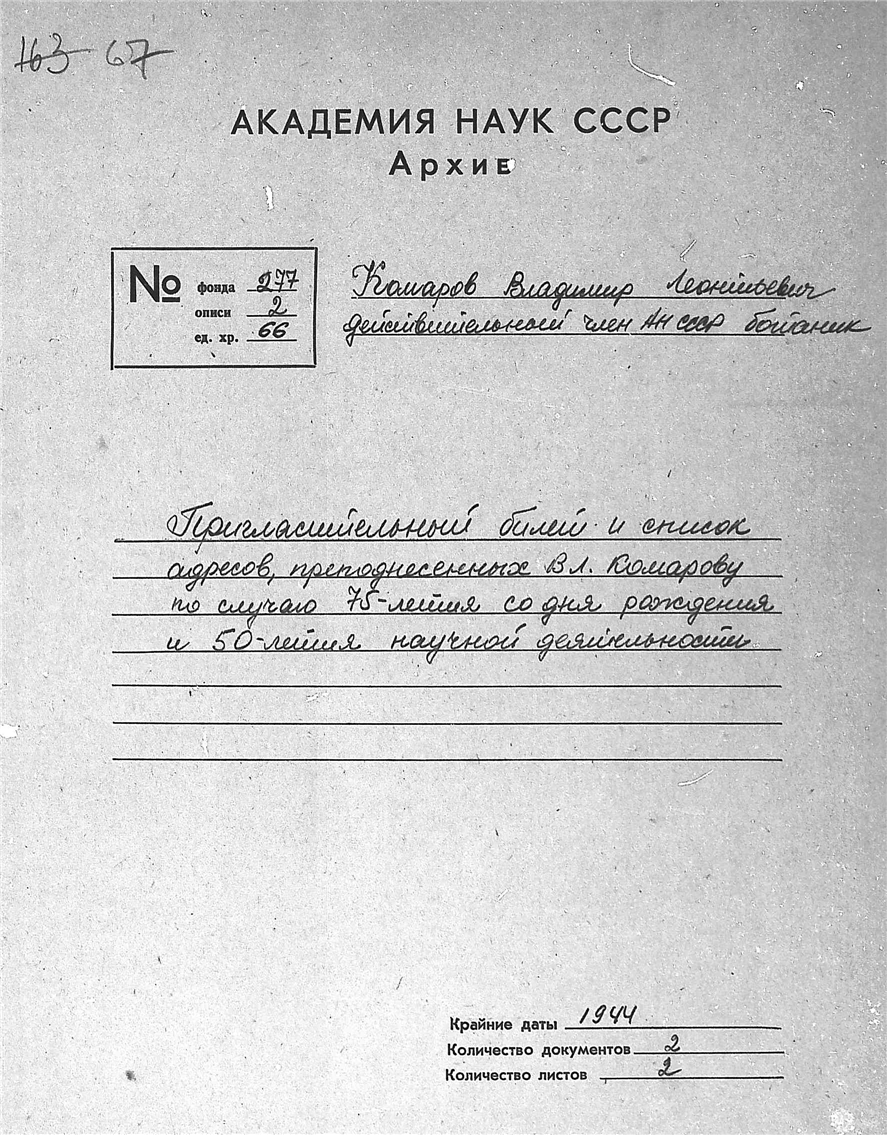 163 67
АКАДЕМИЯ НАУК СССР
Архив
№ фонда 277
описи 2
ед. хр. 66
Комаров Владимир Леонтьевич
действительный член АН СССР ботаник
Пригласительный билет и список
адресов, преподнесенных В Л. Комарову
по случаю 75-летия со дня рождения
и 50-летия научной деятельности
Крайние даты 1944
Количество документов 2
Количество листов 2